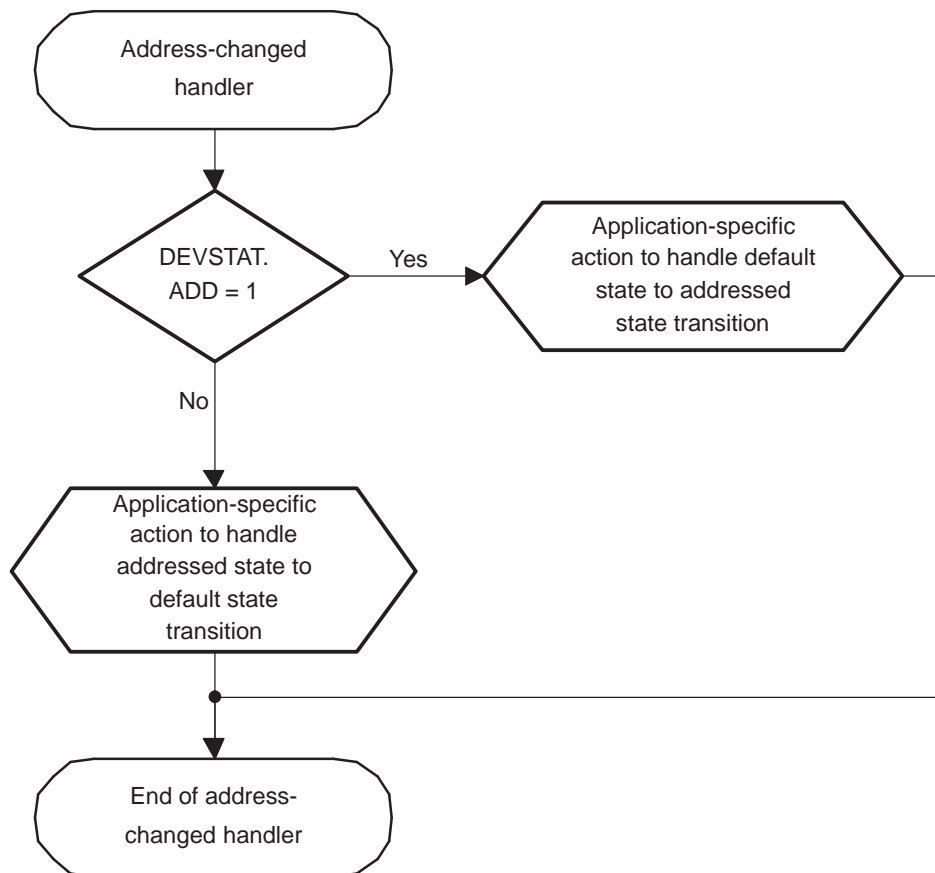 Address-changed
handler
DEVSTAT.
ADD = 1
Yes
Application-specific
action to handle default
state to addressed
state transition
No
Application-specific
action to handle
addressed state to
default state
transition
End of address-
changed handler